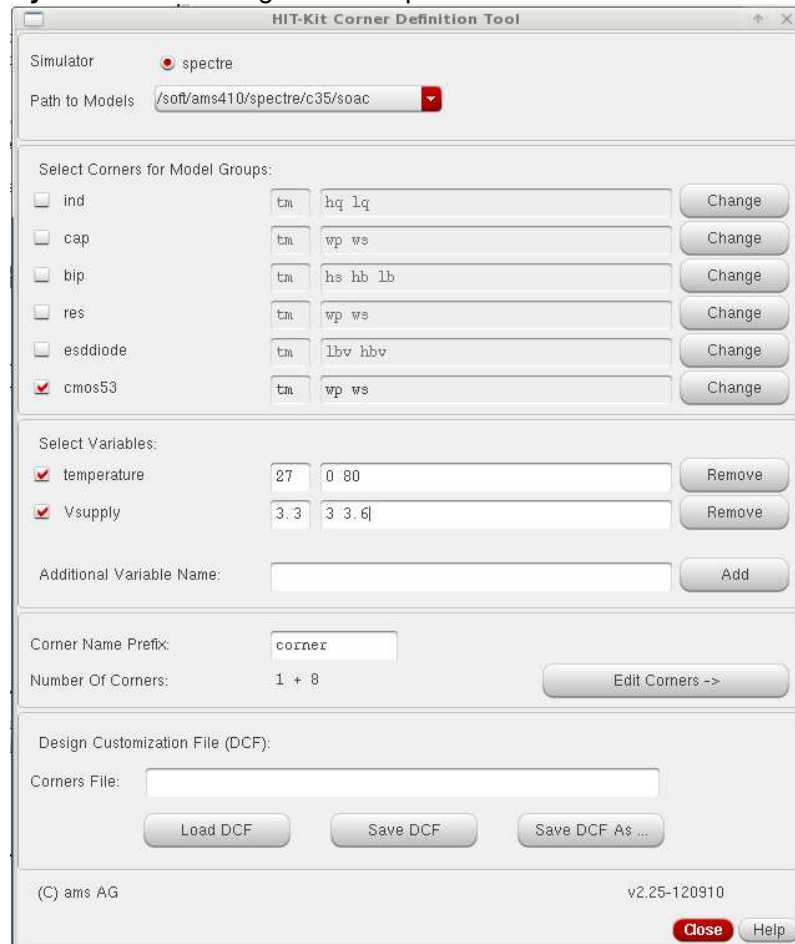 HIT-Kit Corner Definition Tool
Simulator spectre
Path to Models /soft/ams410/spectre/c35/soac
Select Corners for Model Groups:
ind tm hq lq Change
cap tm wp ws Change
bip tm hs hb lb Change
res tm wp ws Change
esddiode tm lbv hbv Change
cmos53 tm wp ws Change
Select Variables:
temperature 27 0 80 Remove
Vsupply 3.3 3 3.6 Remove
Additional Variable Name: Add
Corner Name Prefix: corner
Number Of Corners: 1 + 8 Edit Corners ->
Design Customization File (DCF):
Corners File:
Load DCF Save DCF Save DCF As ...
(C) ams AG v2.25-120910
Close Help